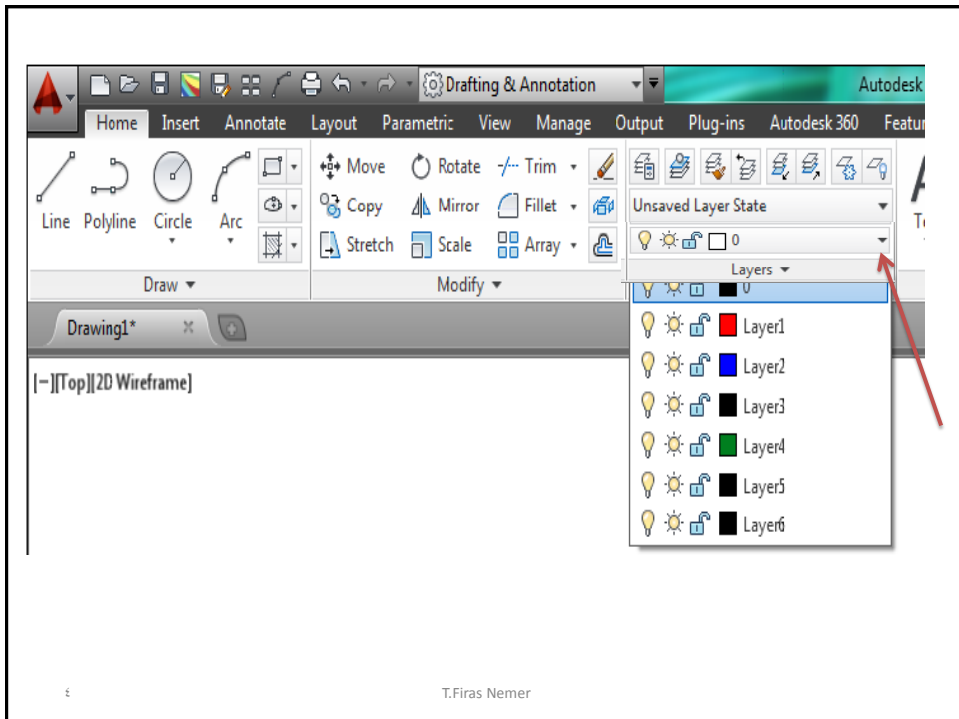 Drafting & Annotation Autodesk
Home Insert Annotate Layout Parametric View Manage Output Plug-ins Autodesk 360 Featur
Move Rotate Trim
Line Polyline Circle Arc
Copy Mirror Fillet Unsaved Layer State
Stretch Scale Array 0
Draw Modify Layers
0
Drawing1*
Layer1
Layer2
[−][Top][2D Wireframe]
Layer3
Layer4
Layer5
Layer6
T.Firas Nemer